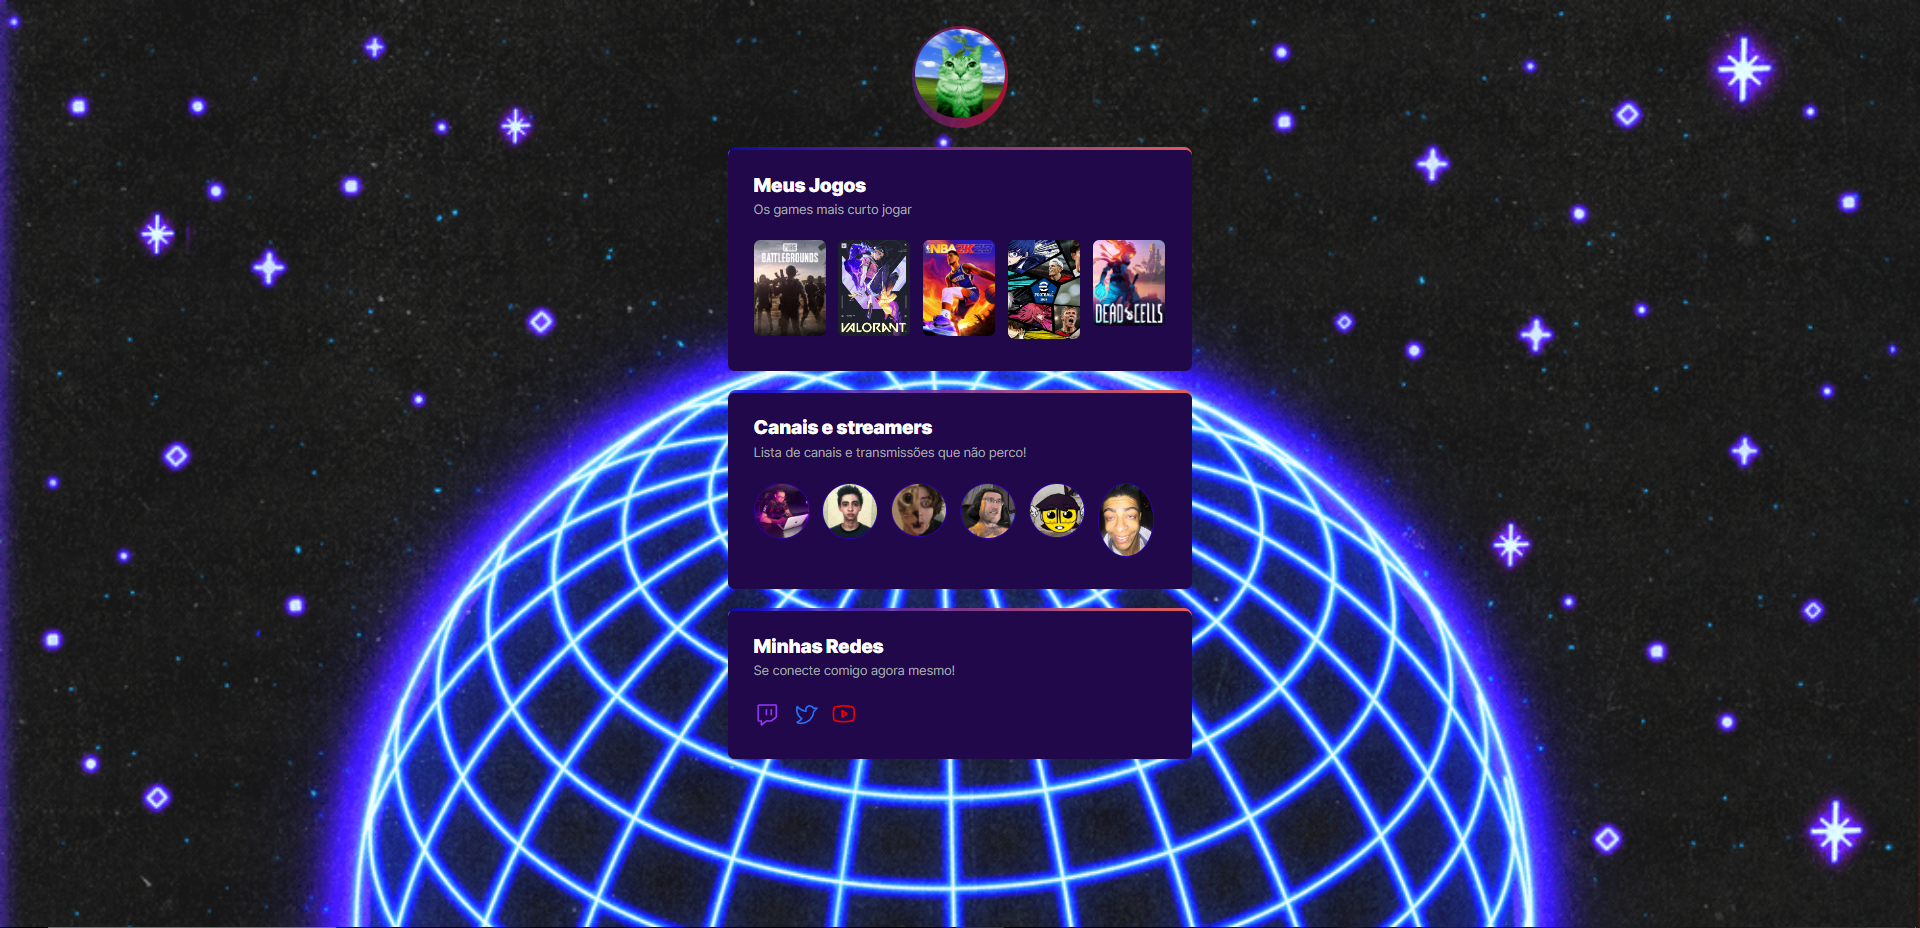 Meus Jogos
Os games mais curto jogar
PUBG
BATTLEGROUNDS
VALORANT
NBA 2K23
FOOTBALL
DEAD CELLS
Canais e streamers
Lista de canais e transmissões que não perco!
Minhas Redes
Se conecte comigo agora mesmo!